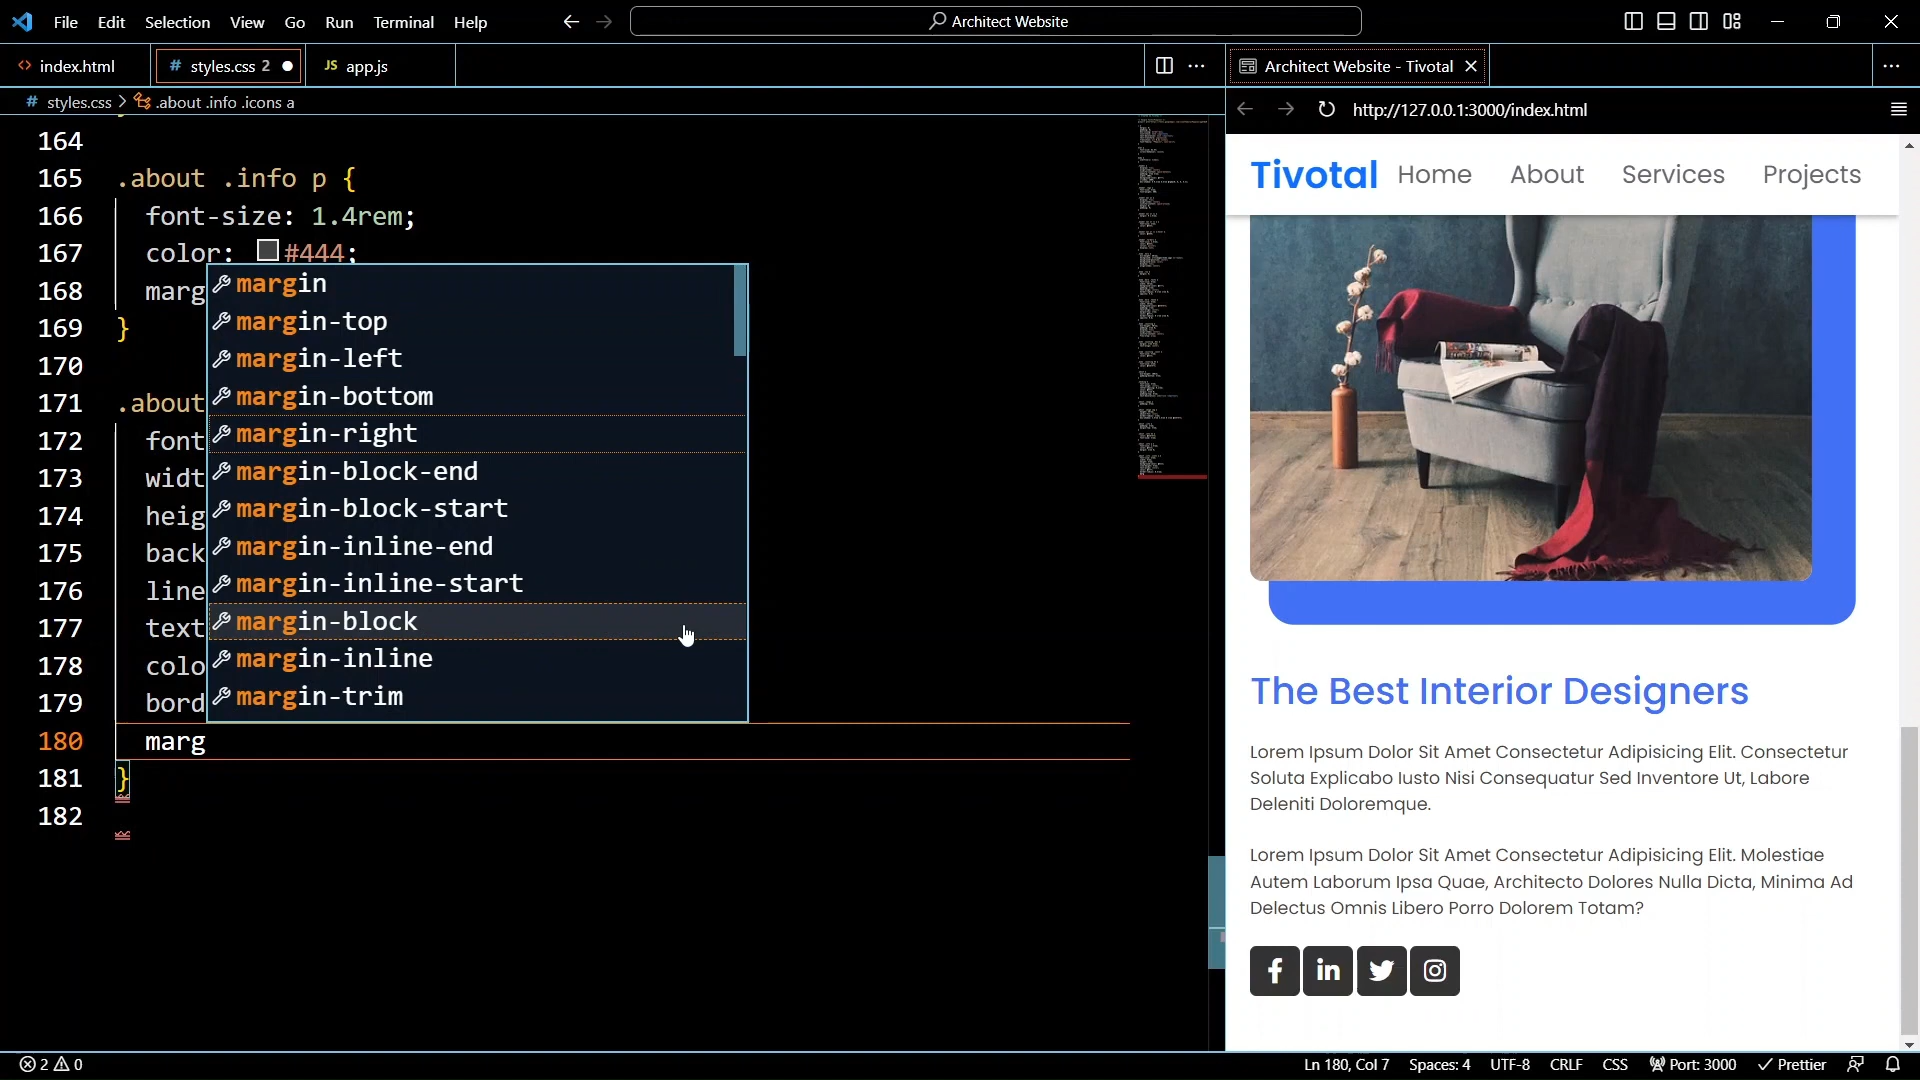 File Edit Selection View Go Run Terminal Help
Architect Website
index.html
styles.css 2
JS app.js
Architect Website - Tivotal
# styles.css > .about .info .icons a
http://127.0.0.1:3000/index.html
164
165 .about .info p {
166 font-size: 1.4rem;
167 color: #444;
168 marg
169 }
170
171 .about
172 font
173 widt
174 heig
175 back
176 line
177 text
178 colo
179 bord
180 marg
181 }
182
margin
margin-top
margin-left
margin-bottom
margin-right
margin-block-end
margin-block-start
margin-inline-end
margin-inline-start
margin-block
margin-inline
margin-trim
Tivotal Home About Services Projects
The Best Interior Designers
Lorem Ipsum Dolor Sit Amet Consectetur Adipisicing Elit. Consectetur
Soluta Explicabo Iusto Nisi Consequatur Sed Inventore Ut, Labore
Deleniti Doloremque.
Lorem Ipsum Dolor Sit Amet Consectetur Adipisicing Elit. Molestiae
Autem Laborum Ipsa Quae, Architecto Dolores Nulla Dicta, Minima Ad
Delectus Omnis Libero Porro Dolorem Totam?
2 0
Ln 180, Col 7 Spaces: 4 UTF-8 CRLF CSS Port: 3000 Prettier